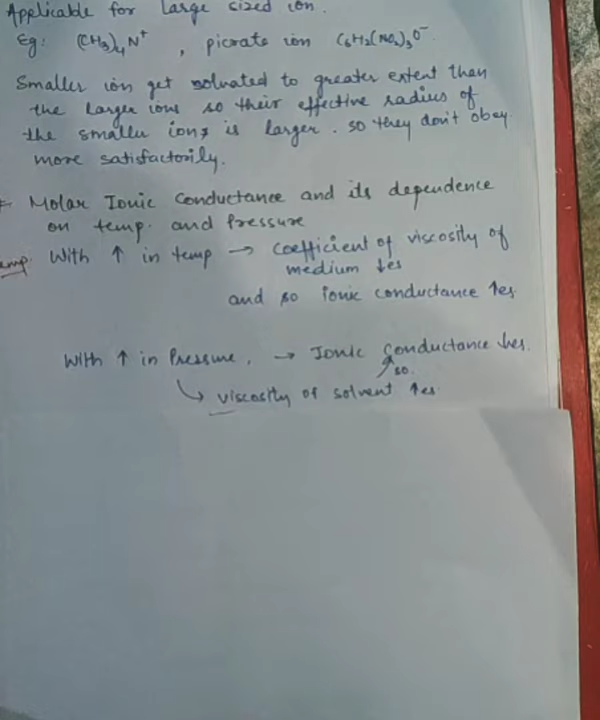 Applicable for Large sized ion.
Eg: (CH3)4N+ , picrate ion C6H2(NO2)3O-
Smaller ion get solvated to greater extent than
the larger ions so their effective radius of
the smaller ions is larger. so they don't obey
more satisfactorily.
* Molar Ionic Conductance and its dependence
on temp. and Pressure
With ↑ in temp → coefficient of viscosity of
medium ↓es
and so ionic conductance ↑es
With ↑ in Pressure. → Ionic Conductance ↓es.
so.
↳ viscosity of solvent ↑es